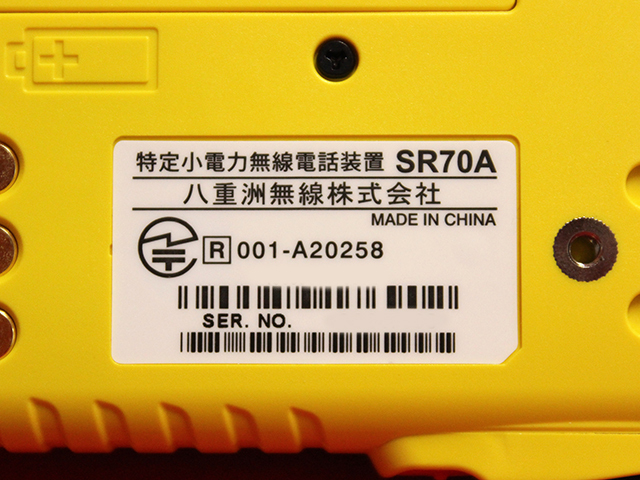 特定小電力無線電話装置 SR70A
八重洲無線株式会社
MADE IN CHINA
R 001-A20258
SER. NO.